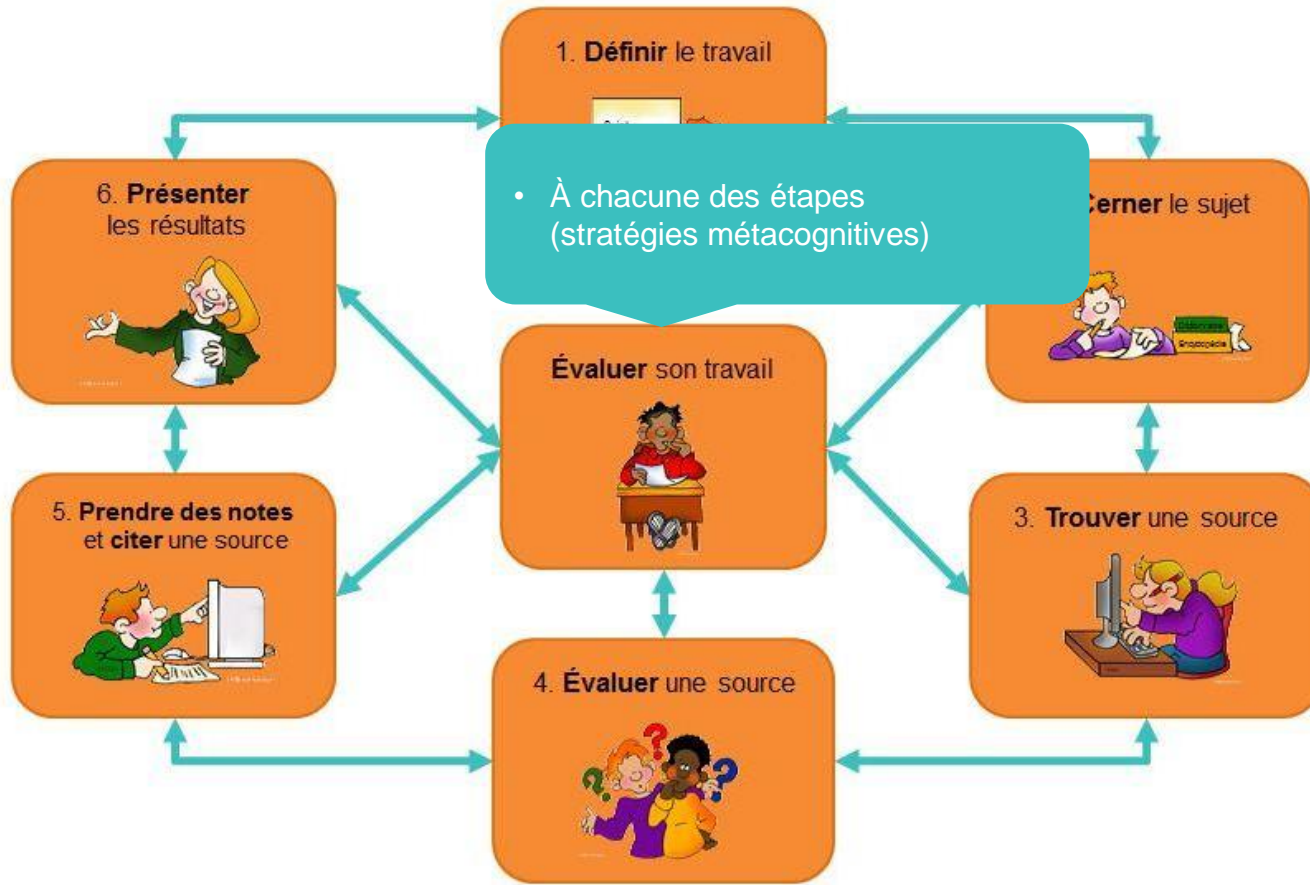 1. Définir le travail
6. Présenter
les résultats
• À chacune des étapes
(stratégies métacognitives)
Cerner le sujet
Évaluer son travail
5. Prendre des notes
et citer une source
3. Trouver une source
4. Évaluer une source